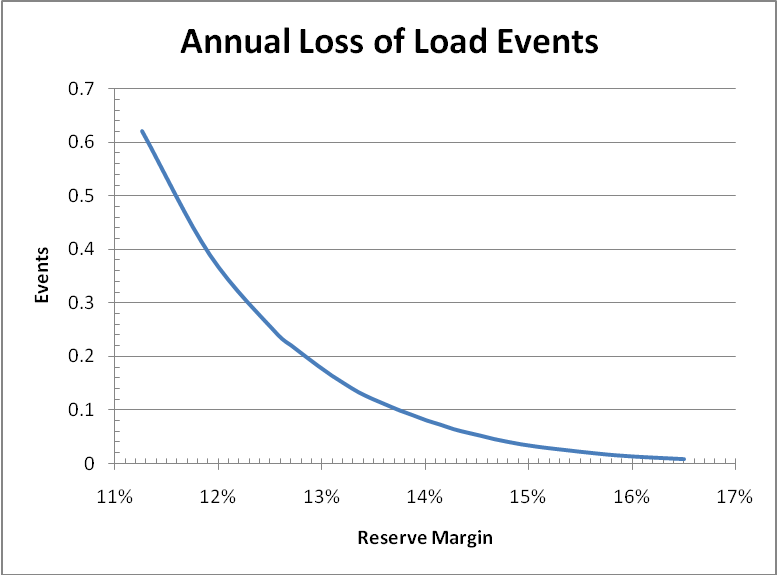 Annual Loss of Load Events
0.7
0.6
0.5
0.4
0.3
0.2
0.1
0
Events
11% 12% 13% 14% 15% 16% 17%
Reserve Margin